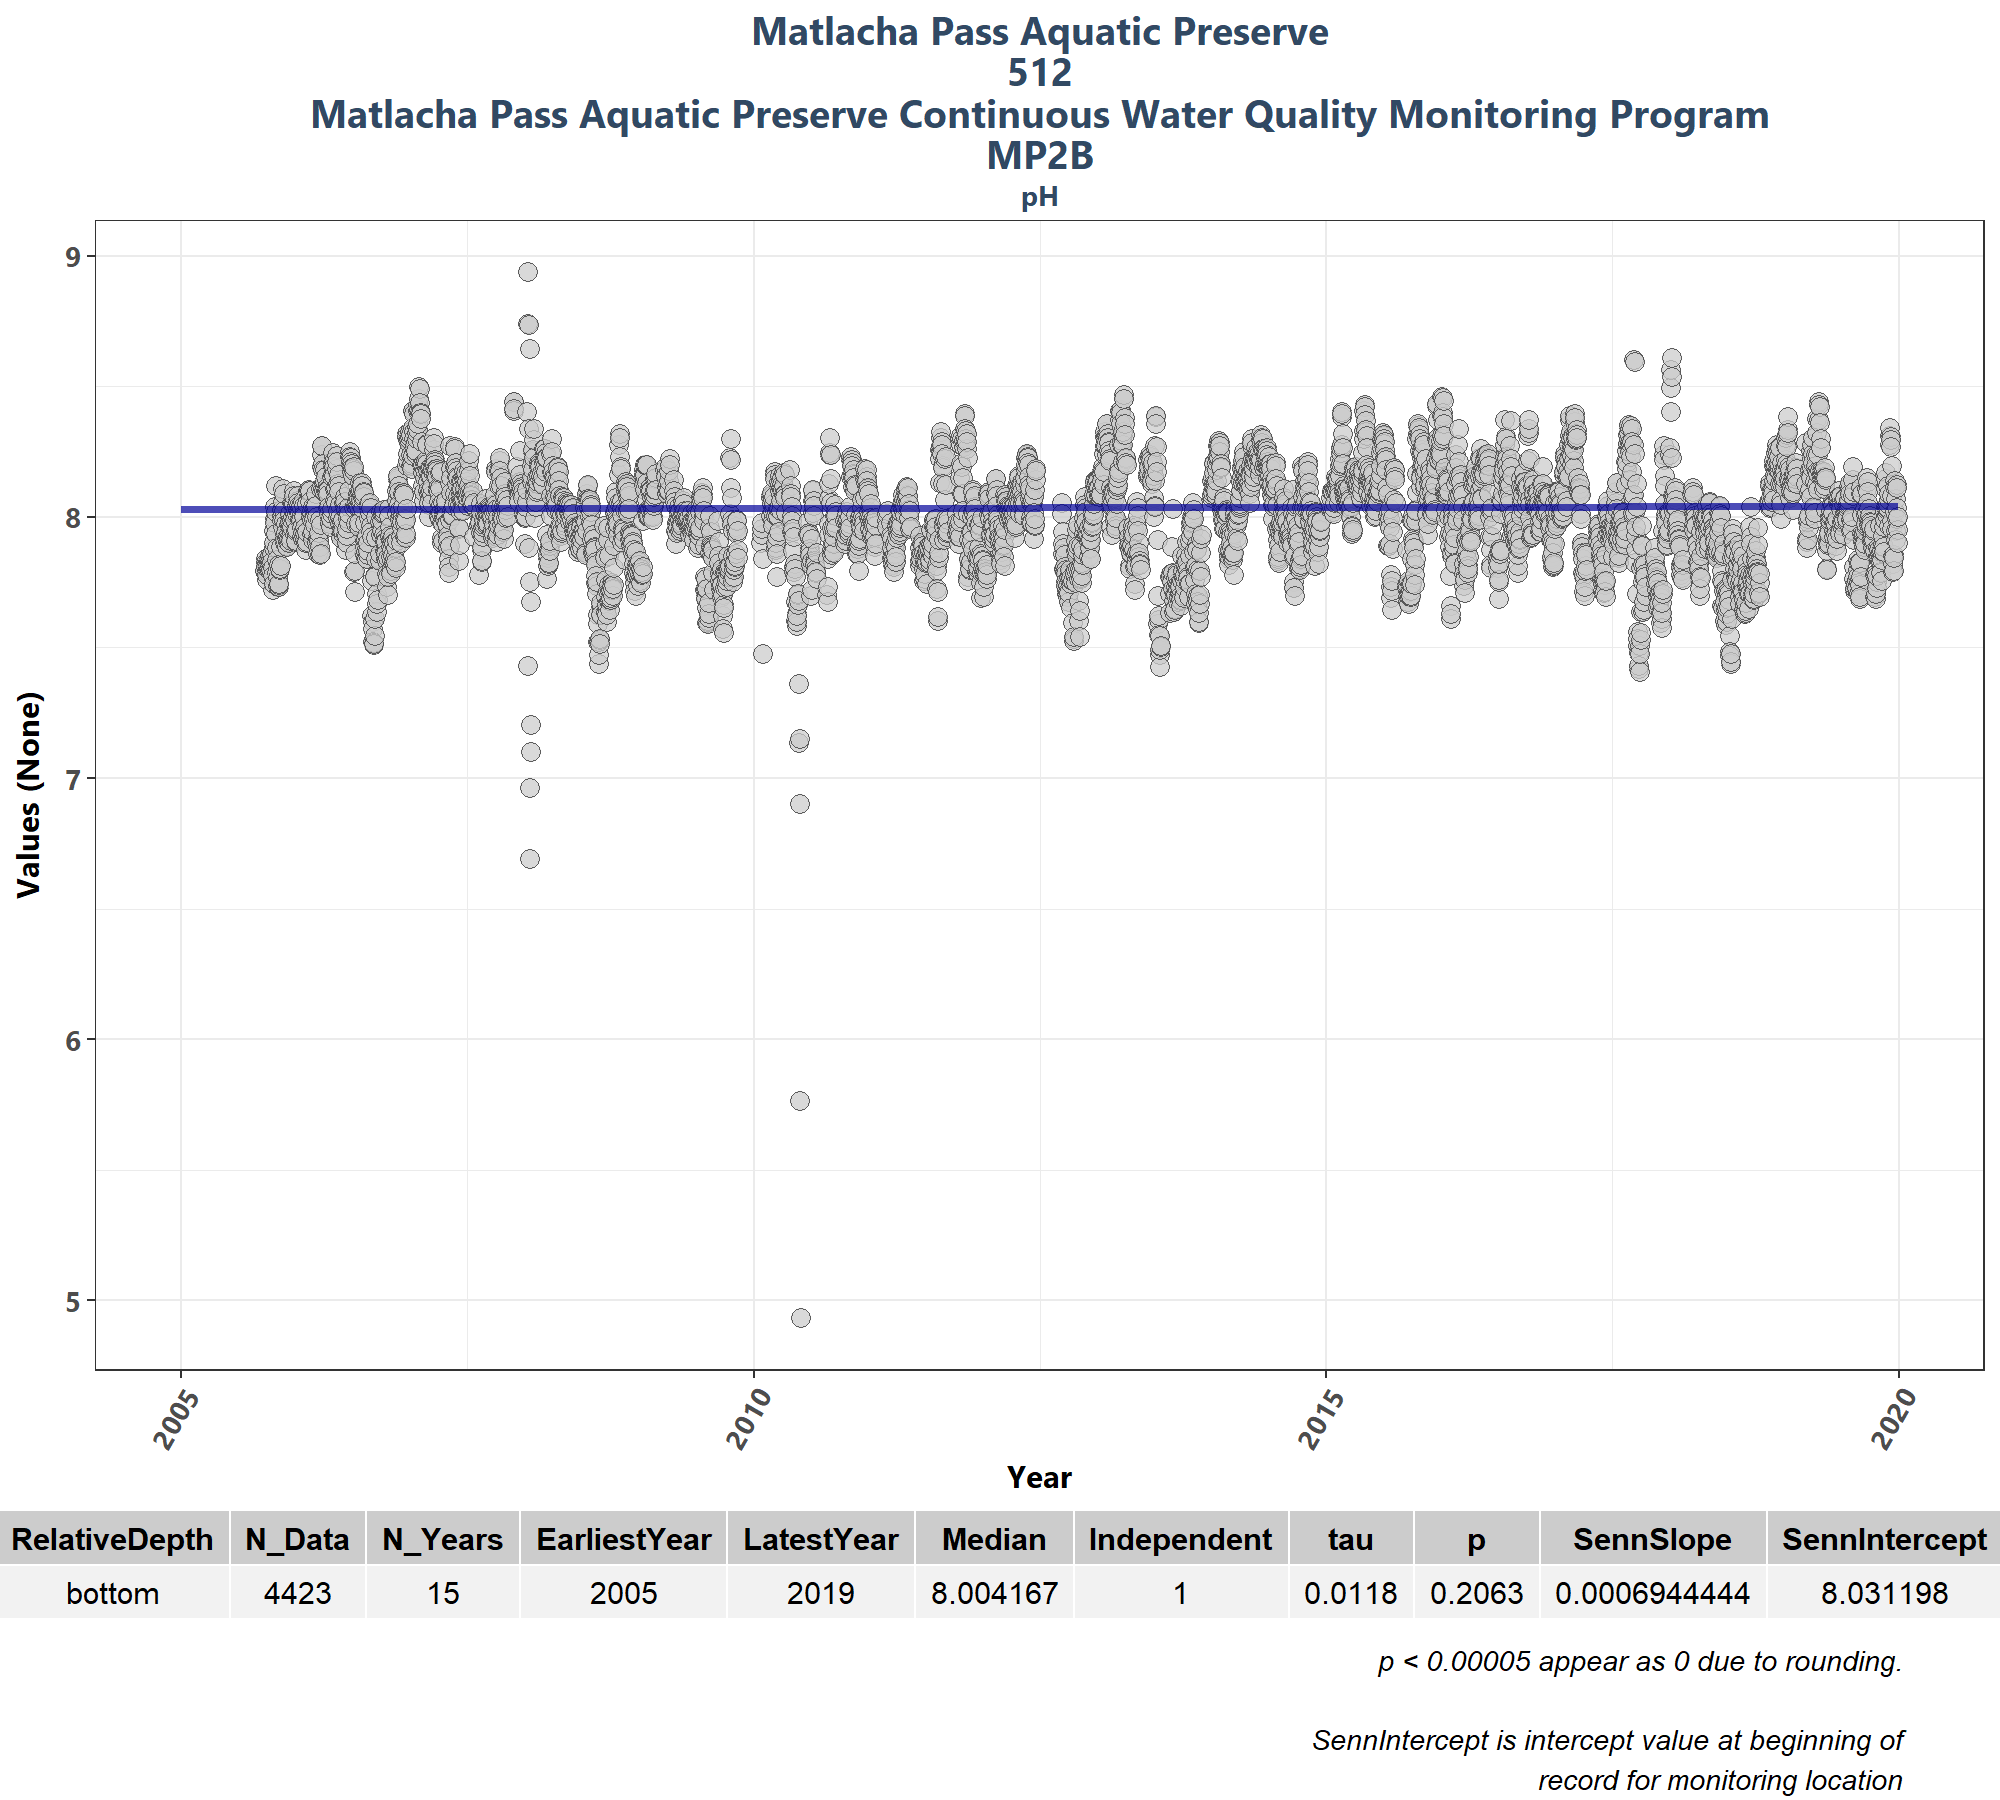 Matlacha Pass Aquatic Preserve
512
Matlacha Pass Aquatic Preserve Continuous Water Quality Monitoring Program
MP2B
pH
9
8
7
6
5
Values (None)
2005 2010 2015 2020
Year
RelativeDepth N_Data N_Years EarliestYear LatestYear Median Independent tau p SennSlope SennIntercept
bottom 4423 15 2005 2019 8.004167 1 0.0118 0.2063 0.0006944444 8.031198
p < 0.00005 appear as 0 due to rounding.
SennIntercept is intercept value at beginning of
record for monitoring location